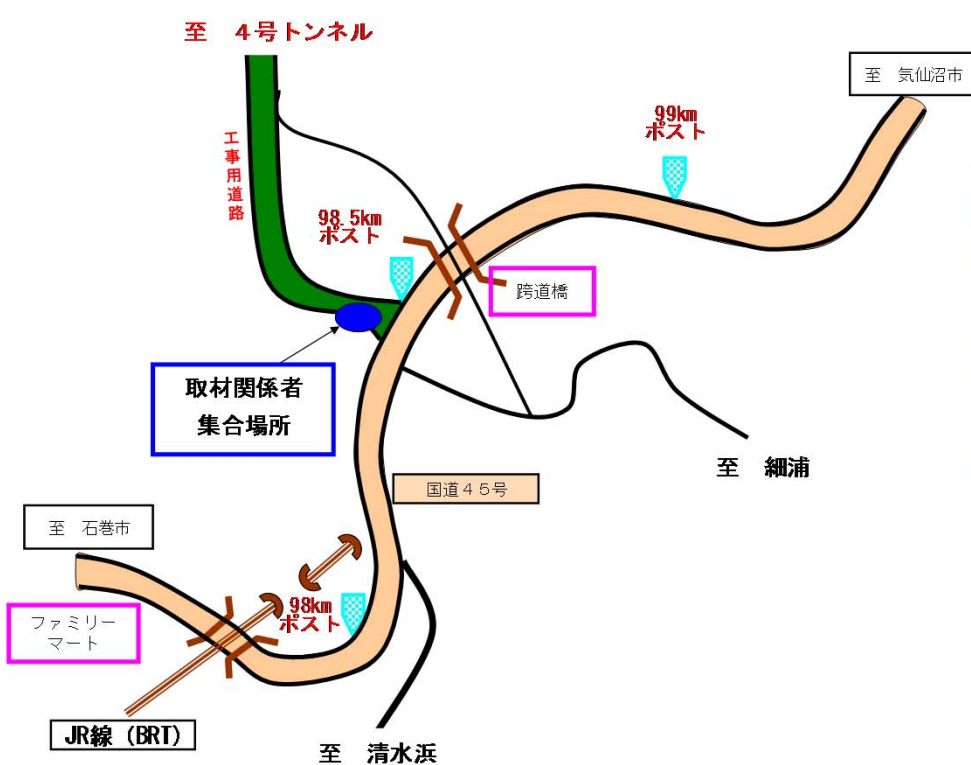 至　４号トンネル
至　気仙沼市
99km
ポスト
工事用道路
98.5km
ポスト
跨道橋
取材関係者
集合場所
至　細浦
国道４５号
至　石巻市
98km
ポスト
ファミリー
マート
JR線（BRT）
至　清水浜